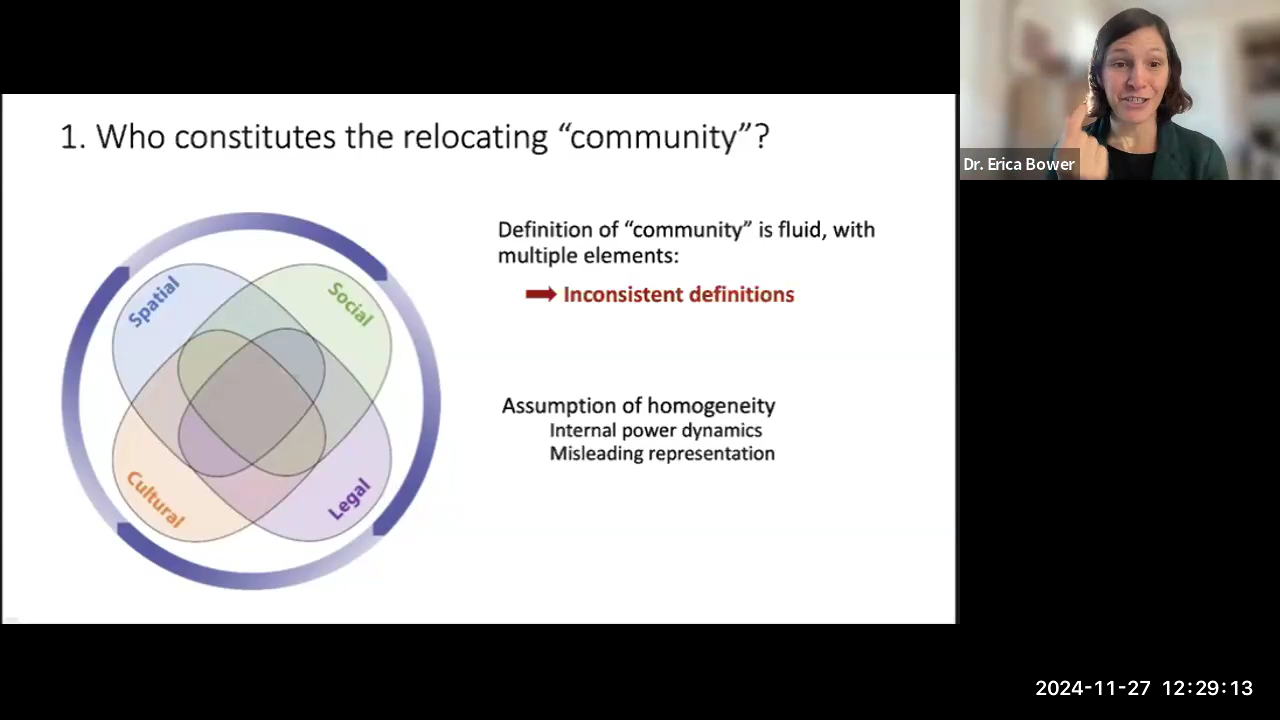 1. Who constitutes the relocating “community”?
Spatial
Social
Cultural
Legal
Definition of “community” is fluid, with
multiple elements:
Inconsistent definitions
Assumption of homogeneity
Internal power dynamics
Misleading representation
Dr. Erica Bower
2024-11-27 12:29:13